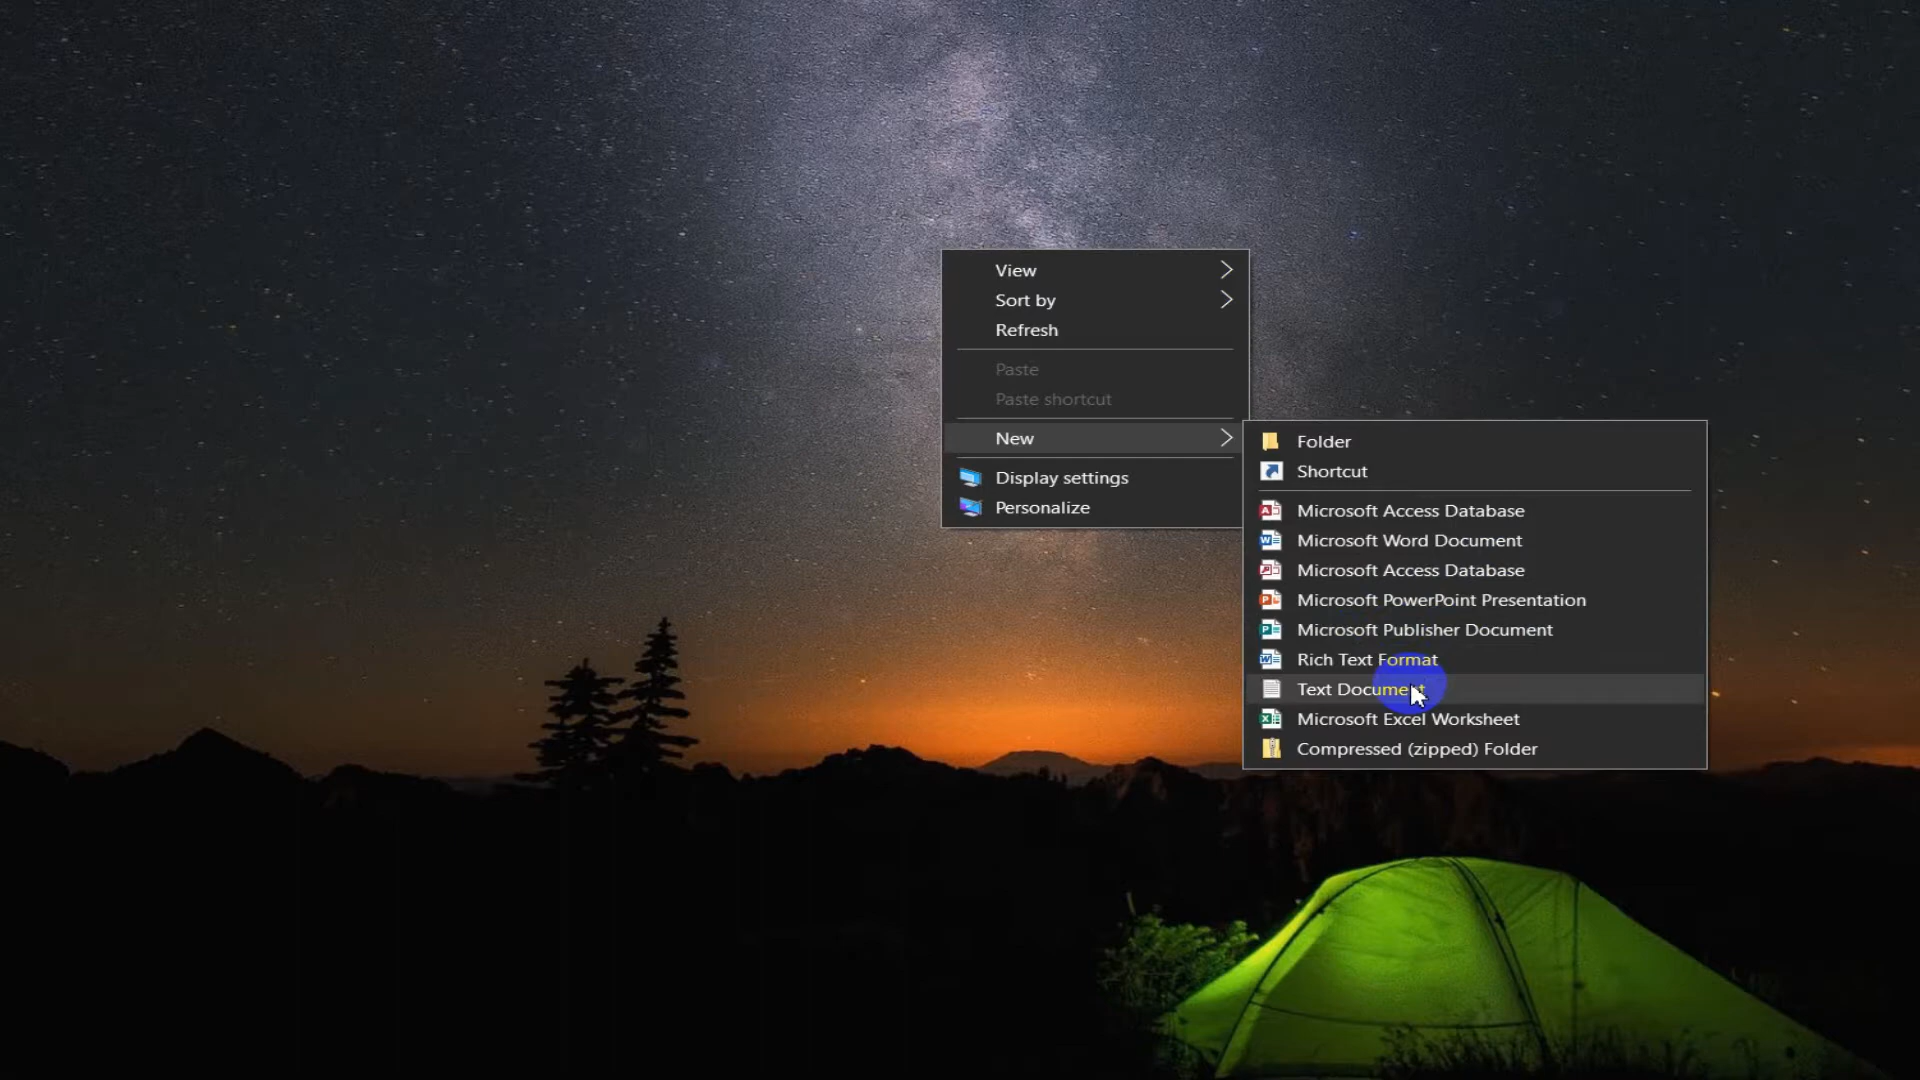 View
Sort by
Refresh
Paste
Paste shortcut
New
Display settings
Personalize
Folder
Shortcut
Microsoft Access Database
Microsoft Word Document
Microsoft Access Database
Microsoft PowerPoint Presentation
Microsoft Publisher Document
Rich Text Format
Text Document
Microsoft Excel Worksheet
Compressed (zipped) Folder